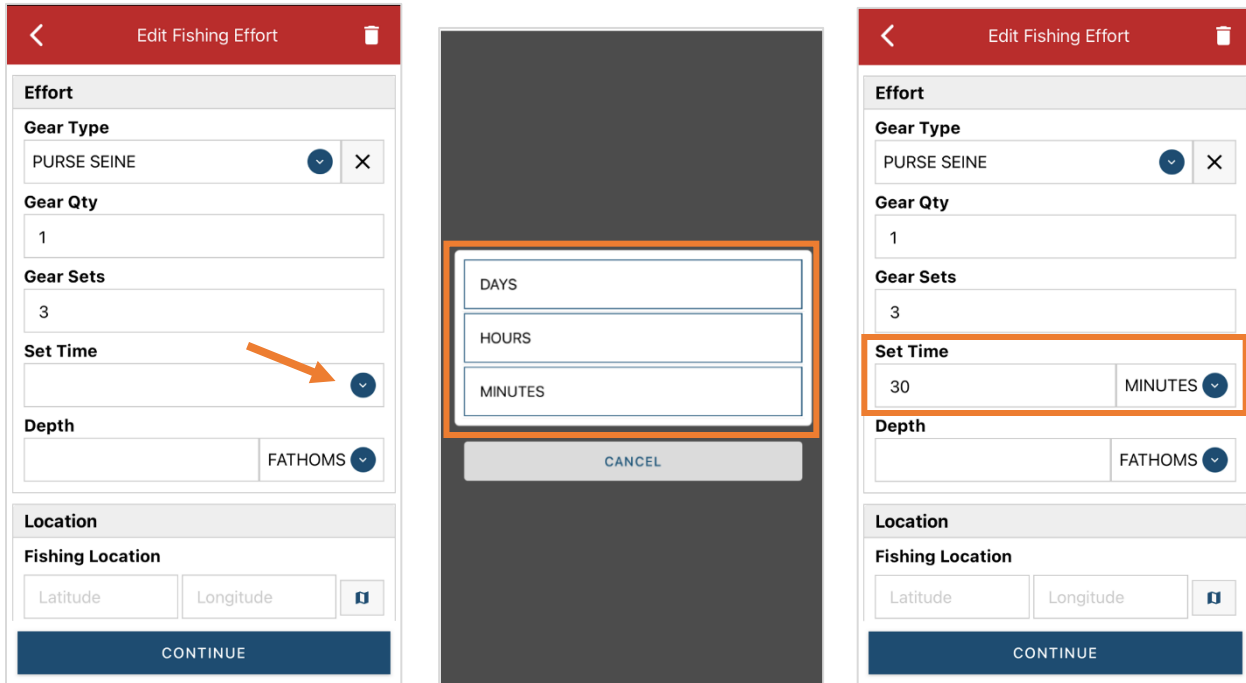 Edit Fishing Effort
Effort
Gear Type
PURSE SEINE
Gear Qty
1
Gear Sets
3
Set Time
Depth
FATHOMS
Location
Fishing Location
Latitude Longitude
CONTINUE
DAYS
HOURS
MINUTES
CANCEL
Edit Fishing Effort
Effort
Gear Type
PURSE SEINE
Gear Qty
1
Gear Sets
3
Set Time
30 MINUTES
Depth
FATHOMS
Location
Fishing Location
Latitude Longitude
CONTINUE